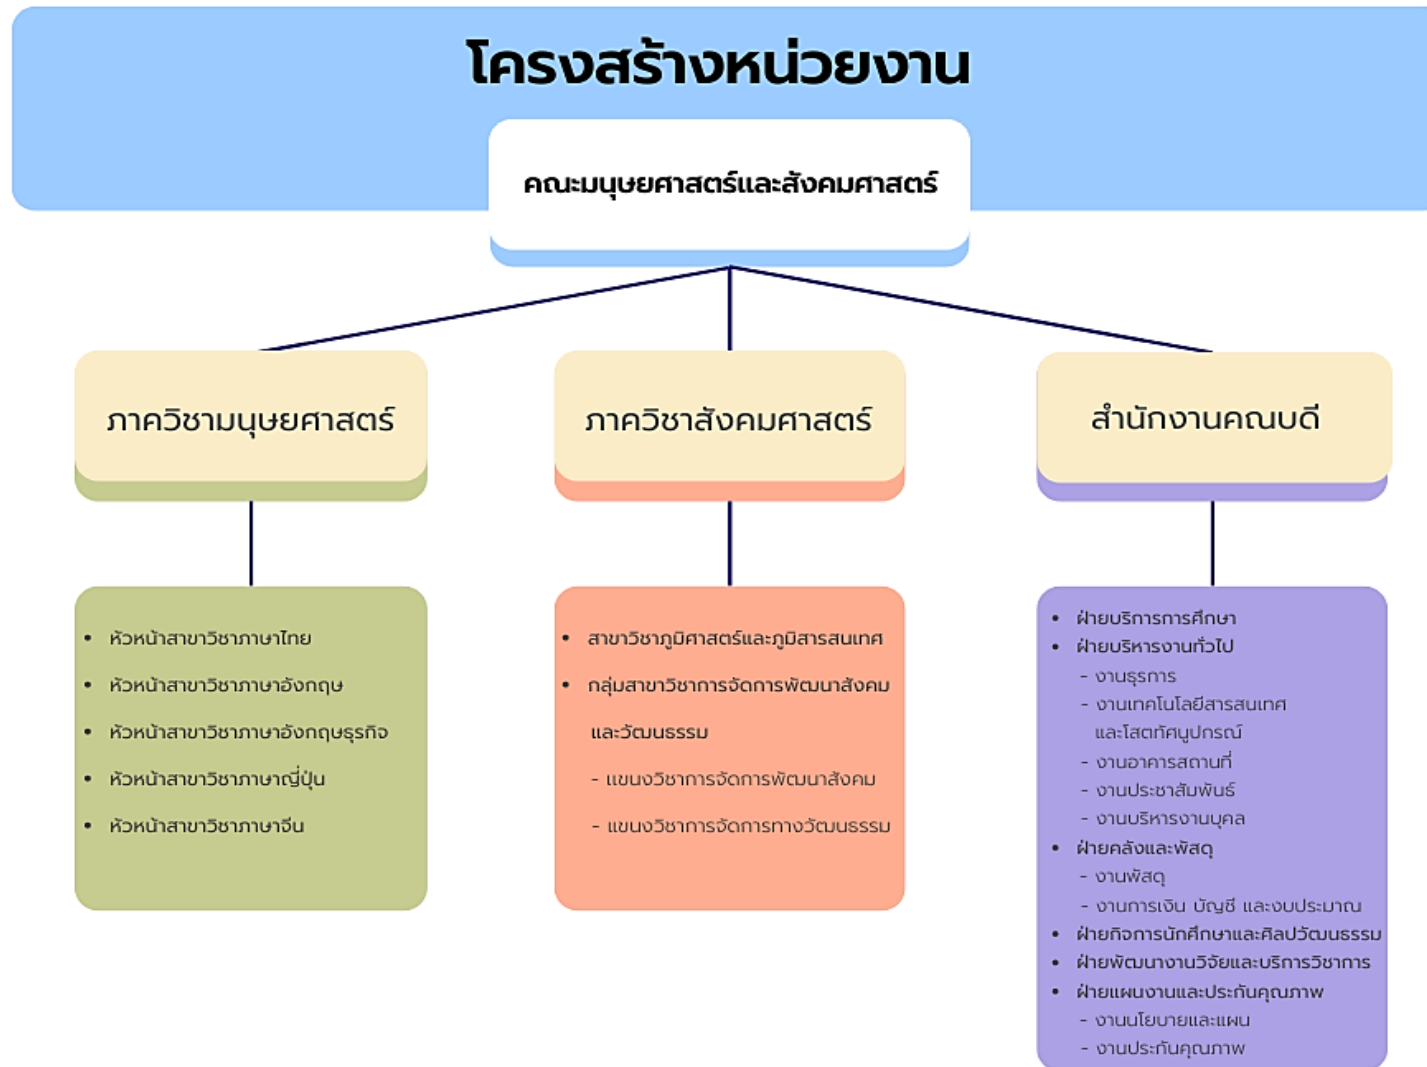 โครงสร้างหน่วยงาน
คณะมนุษยศาสตร์และสังคมศาสตร์
ภาควิชามนุษยศาสตร์
ภาควิชาสังคมศาสตร์
สำนักงานคณบดี
• หัวหน้าสาขาวิชาภาษาไทย
• หัวหน้าสาขาวิชาภาษาอังกฤษ
• หัวหน้าสาขาวิชาภาษาอังกฤษธุรกิจ
• หัวหน้าสาขาวิชาภาษาญี่ปุ่น
• หัวหน้าสาขาวิชาภาษาจีน
• สาขาวิชาภูมิศาสตร์และภูมิสารสนเทศ
• กลุ่มสาขาวิชาการจัดการพัฒนาสังคม
และวัฒนธรรม
- แขนงวิชาการจัดการพัฒนาสังคม
- แขนงวิชาการจัดการทางวัฒนธรรม
• ฝ่ายบริการการศึกษา
• ฝ่ายบริหารงานทั่วไป
- งานธุรการ
- งานเทคโนโลยีสารสนเทศ
และโสตทัศนูปกรณ์
- งานอาคารสถานที่
- งานประชาสัมพันธ์
- งานบริหารงานบุคล
• ฝ่ายคลังและพัสดุ
- งานพัสดุ
- งานการเงิน บัญชี และงบประมาณ
• ฝ่ายกิจการนักศึกษาและศิลปวัฒนธรรม
• ฝ่ายพัฒนางานวิจัยและบริการวิชาการ
• ฝ่ายแผนงานและประกันคุณภาพ
- งานนโยบายและแผน
- งานประกันคุณภาพ